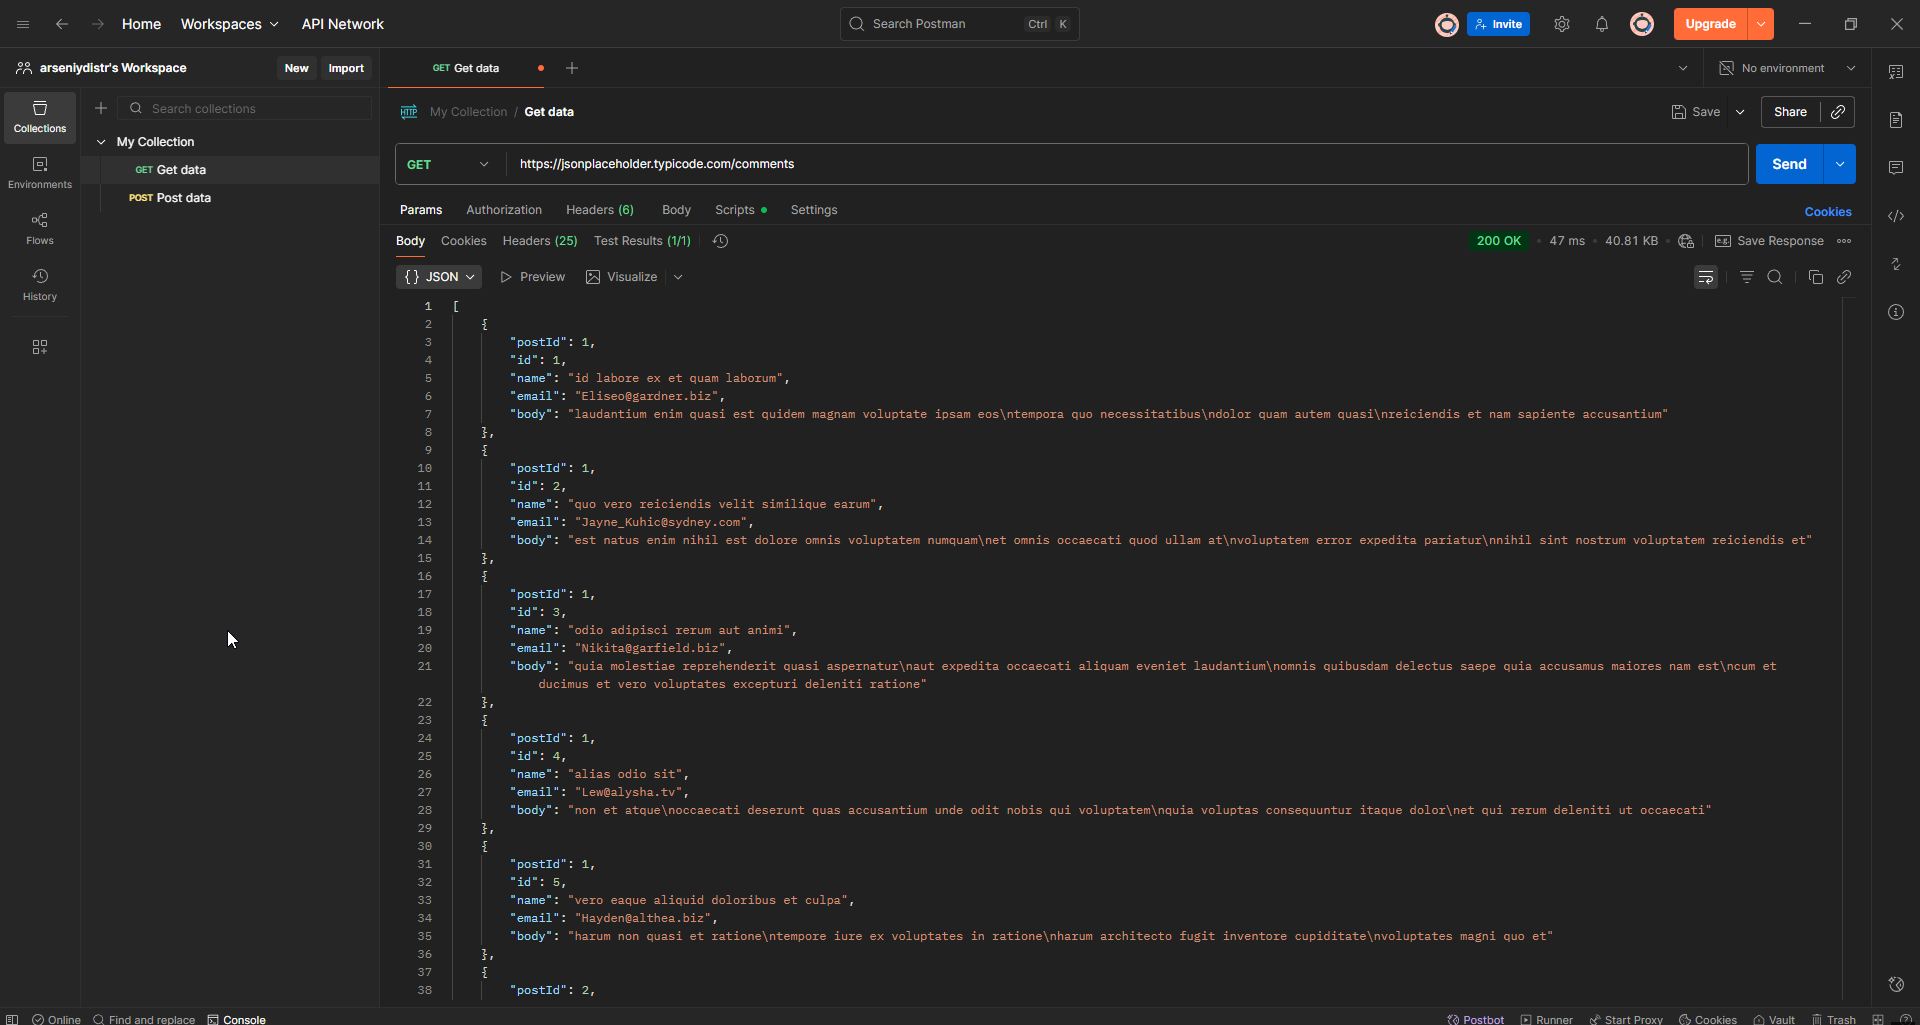 Home Workspaces API Network Search Postman Ctrl K Invite Upgrade
arseniydistr's Workspace New Import GET Get data No environment
Search collections
Collections
Environments
Flows
History
My Collection
GET Get data
POST Post data
HTTP My Collection / Get data Save Share
GET https://jsonplaceholder.typicode.com/comments Send
Params Authorization Headers (6) Body Scripts Settings Cookies
Body Cookies Headers (25) Test Results (1/1) 200 OK • 47 ms • 40.81 KB e.g. Save Response
{} JSON Preview Visualize
1 [
2 {
3 "postId": 1,
4 "id": 1,
5 "name": "id labore ex et quam laborum",
6 "email": "Eliseo@gardner.biz",
7 "body": "laudantium enim quasi est quidem magnam voluptate ipsam eos\ntempora quo necessitatibus\ndolor quam autem quasi\nreiciendis et nam sapiente accusantium"
8 },
9 {
10 "postId": 1,
11 "id": 2,
12 "name": "quo vero reiciendis velit similique earum",
13 "email": "Jayne_Kuhic@sydney.com",
14 "body": "est natus enim nihil est dolore omnis voluptatem numquam\net omnis occaecati quod ullam at\nvoluptatem error expedita pariatur\nnihil sint nostrum voluptatem reiciendis et"
15 },
16 {
17 "postId": 1,
18 "id": 3,
19 "name": "odio adipisci rerum aut animi",
20 "email": "Nikita@garfield.biz",
21 "body": "quia molestiae reprehenderit quasi aspernatur\naut expedita occaecati aliquam eveniet laudantium\nomnis quibusdam delectus saepe quia accusamus maiores nam est\ncum et
ducimus et vero voluptates excepturi deleniti ratione"
22 },
23 {
24 "postId": 1,
25 "id": 4,
26 "name": "alias odio sit",
27 "email": "Lew@alysha.tv",
28 "body": "non et atque\noccaecati deserunt quas accusantium unde odit nobis qui voluptatem\nquia voluptas consequuntur itaque dolor\net qui rerum deleniti ut occaecati"
29 },
30 {
31 "postId": 1,
32 "id": 5,
33 "name": "vero eaque aliquid doloribus et culpa",
34 "email": "Hayden@althea.biz",
35 "body": "harum non quasi et ratione\ntempore iure ex voluptates in ratione\nharum architecto fugit inventore cupiditate\nvoluptates magni quo et"
36 },
37 {
38 "postId": 2,
Online Find and replace Console Postbot Runner Start Proxy Cookies Vault Trash